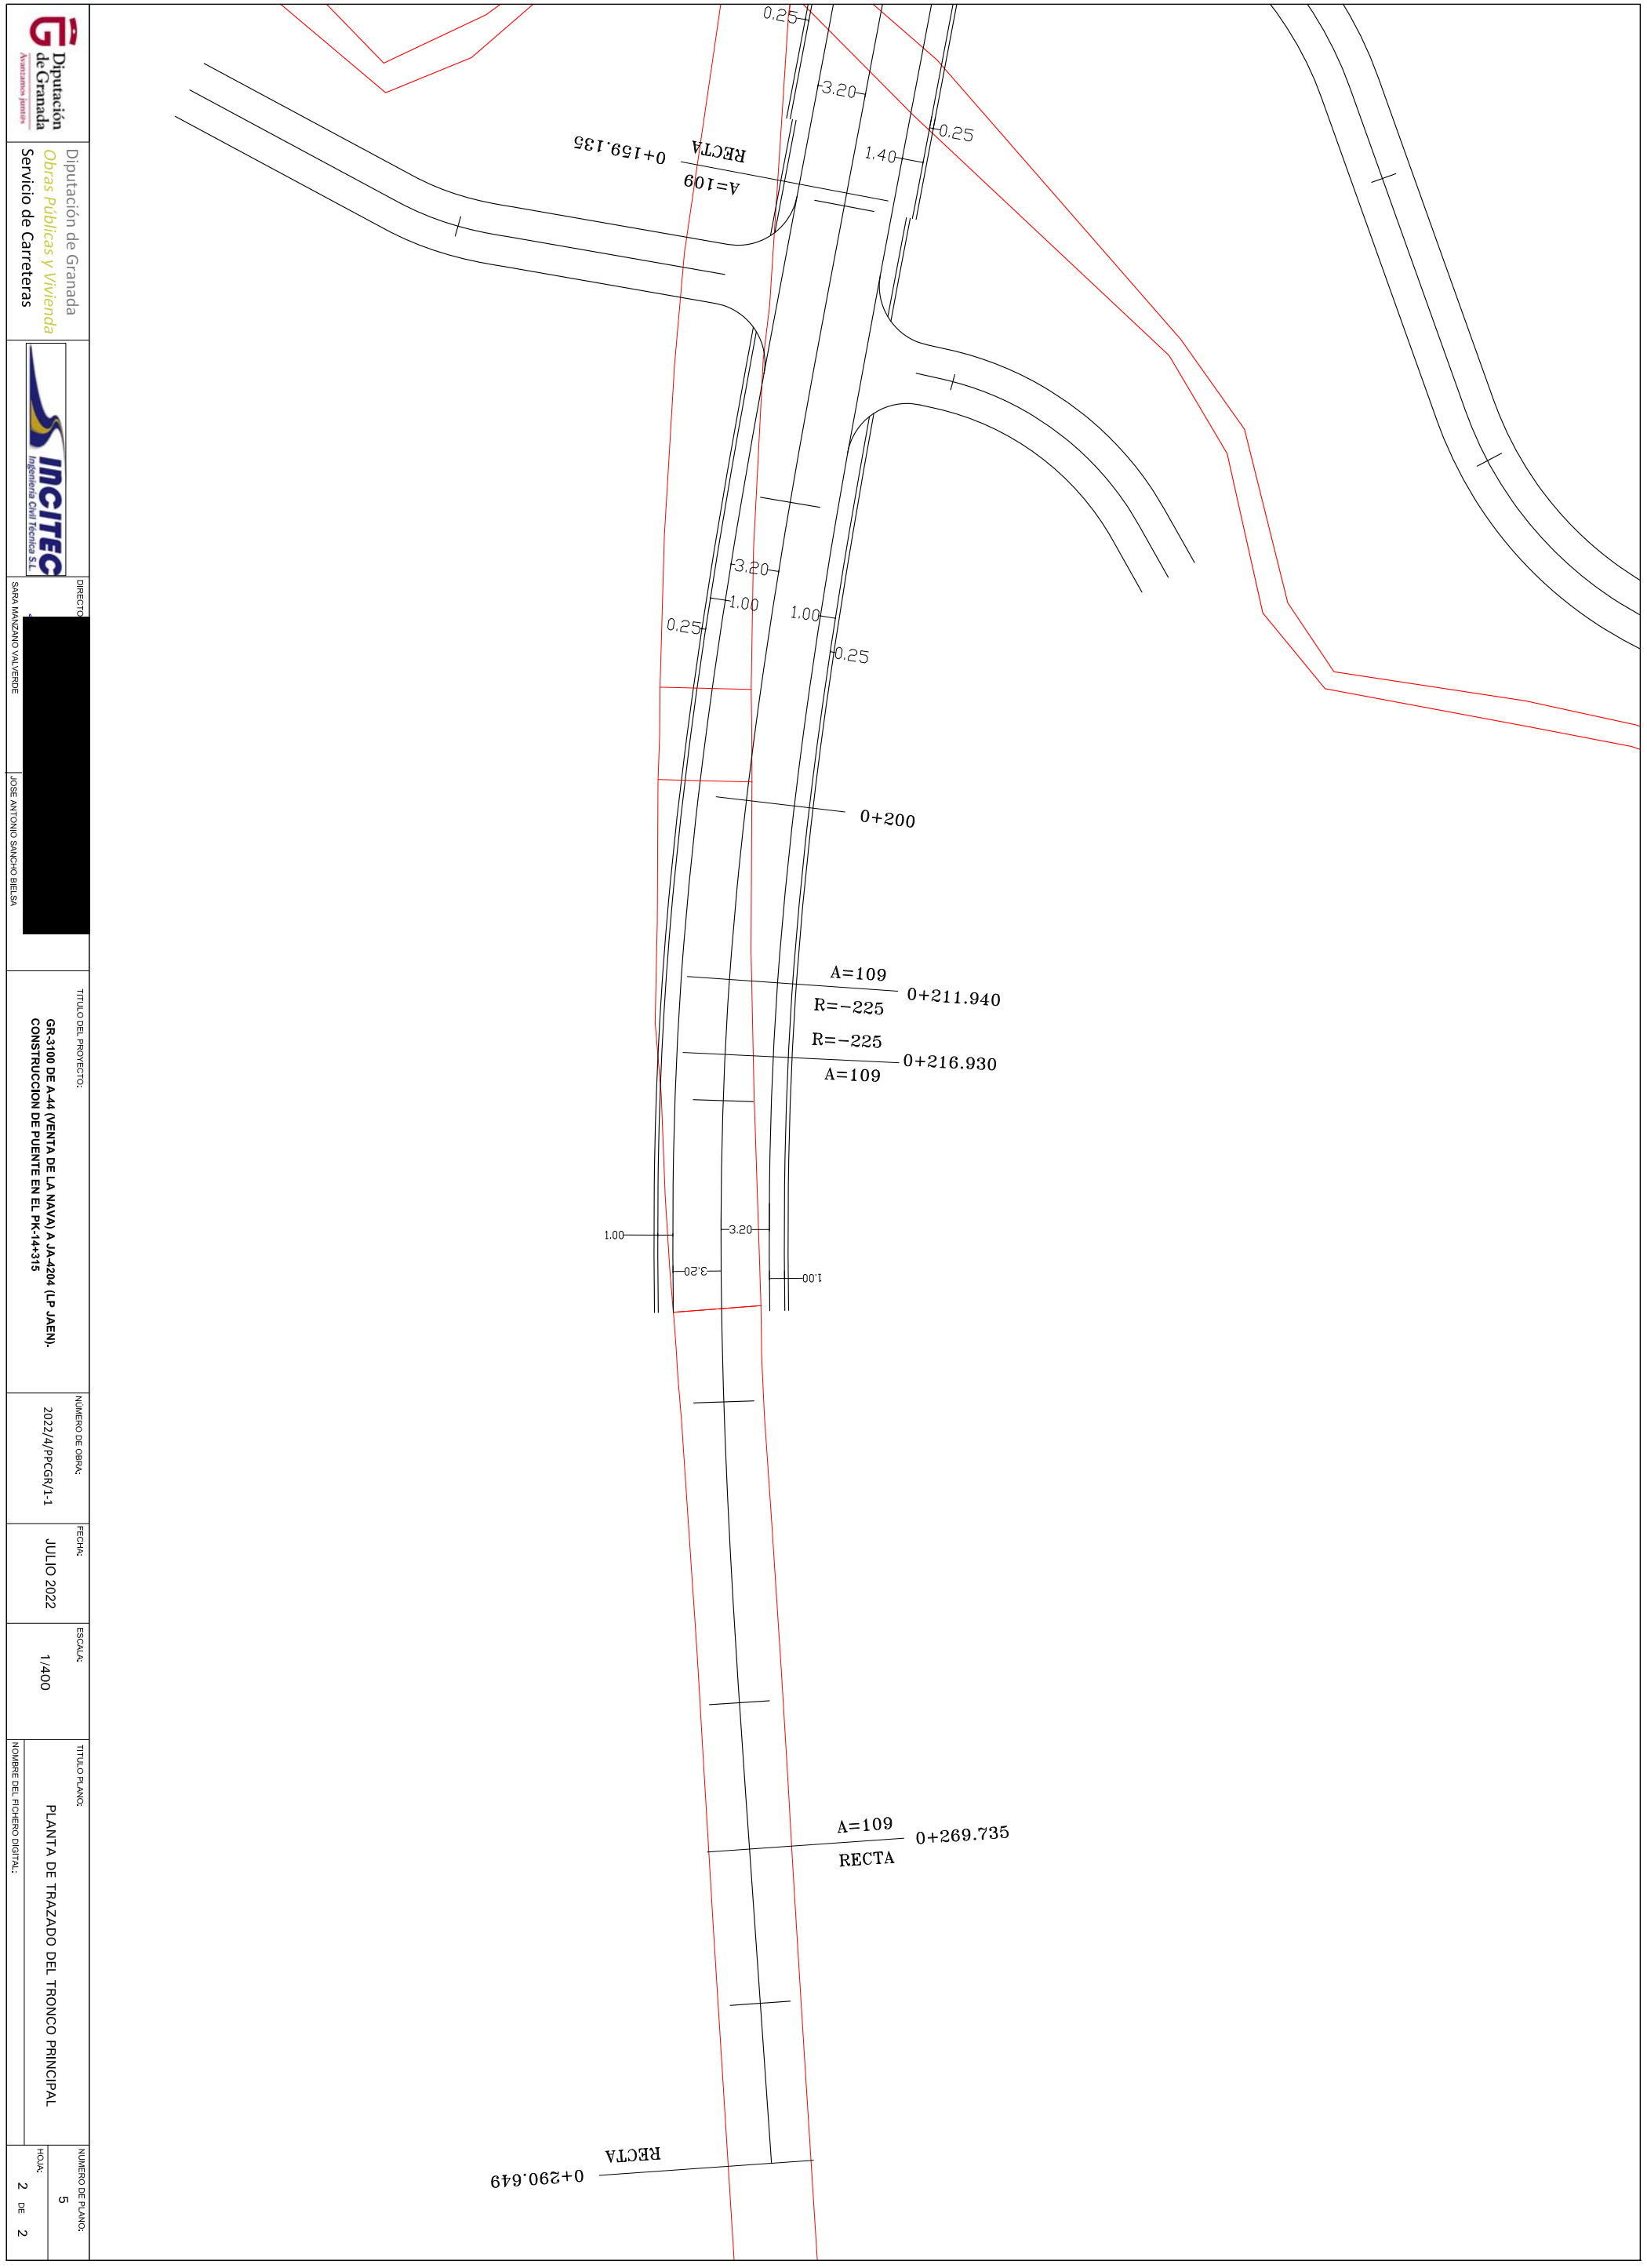 0.25
3.20
0.25
1.40
0+159.135
RECTA
A=109
3.20
1.00
1.00
0.25
0.25
0+200
A=109
0+211.940
R=-225
R=-225
0+216.930
A=109
1.00
3.20
3.20
1.00
A=109
0+269.735
RECTA
RECTA
0+290.649
Diputación
de Granada
Avanzamos juntos
Diputación de Granada
Obras Públicas y Vivienda
Servicio de Carreteras
INCITEC
Ingeniería Civil Técnica S.L.
DIRECTO
SARA MANZANO VALVERDE
JOSE ANTONIO SANCHO BIELSA
TITULO DEL PROYECTO:
GR-3100 DE A-44 (VENTA DE LA NAVA) A JA-4204 (LP JAEN).
CONSTRUCCION DE PUENTE EN EL PK-14+315
NÚMERO DE OBRA:
2022/4/PPCGR/1-1
FECHA:
JULIO 2022
ESCALA:
1/400
TITULO PLANO:
PLANTA DE TRAZADO DEL TRONCO PRINCIPAL
NOMBRE DEL FICHERO DIGITAL:
NUMERO DE PLANO:
5
HOJA:
2 DE 2